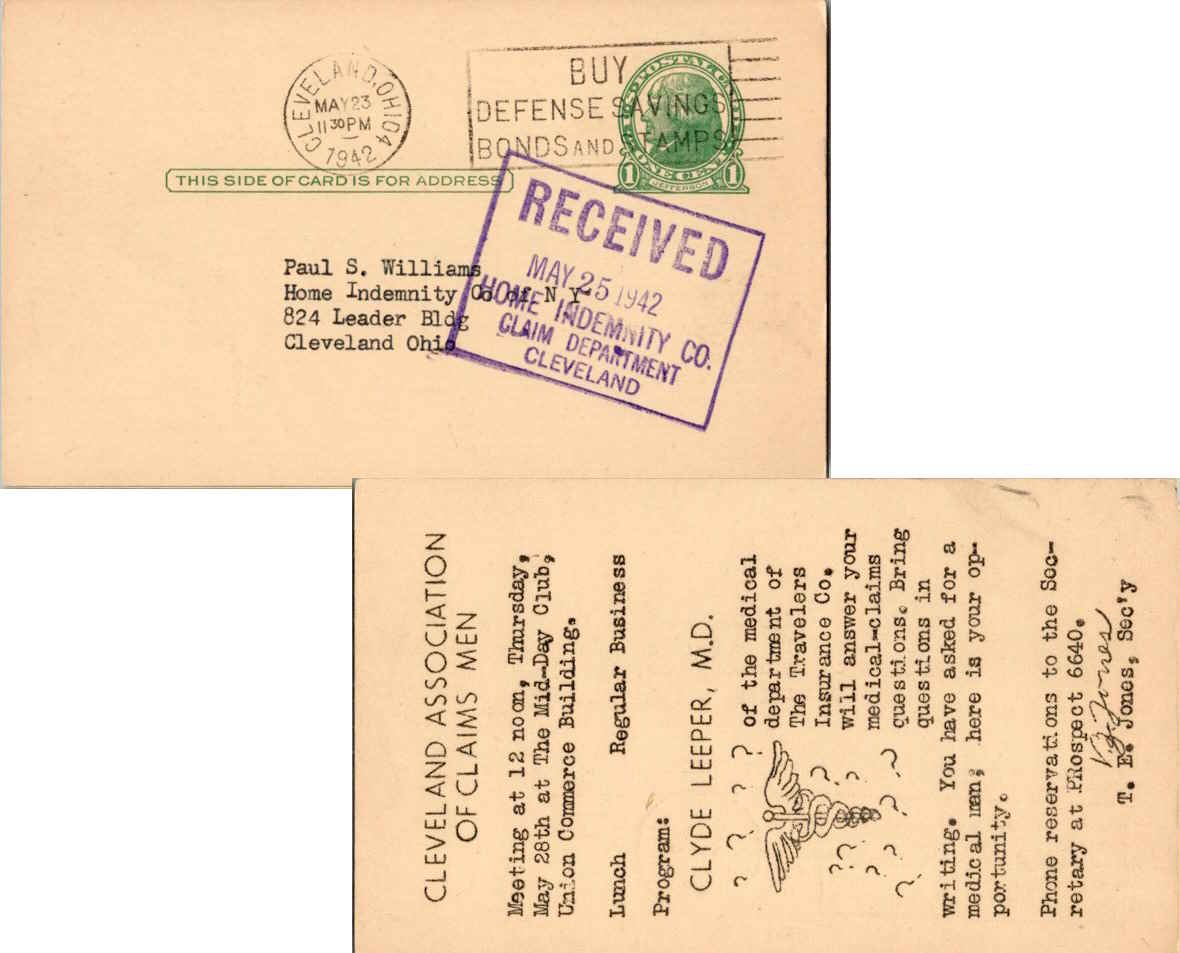 CLEVELAND, OHIO 4
MAY 23
11 30 PM
1942
BUY
DEFENSE SAVINGS
BONDS AND STAMPS
U.S. POSTAL CARD
ONE CENT
1 JEFFERSON 1
THIS SIDE OF CARD IS FOR ADDRESS
RECEIVED
MAY 25 1942
HOME INDEMNITY CO.
CLAIM DEPARTMENT
CLEVELAND
Paul S. Williams
Home Indemnity Co of N Y
824 Leader Bldg
Cleveland Ohio
CLEVELAND ASSOCIATION
OF CLAIMS MEN
Meeting at 12 noon, Thursday,
May 28th at The Mid-Day Club,
Union Commerce Building.
Lunch Regular Business
Program:
CLYDE LEEPER, M.D.
of the medical
department of
The Travelers
Insurance Co.
will answer your
medical-claims
questions. Bring
questions in
writing. You have asked for a
medical man; here is your op-
portunity.
Phone reservations to the Sec-
retary at PRospect 6640.
T. E. Jones
T. E. Jones, Sec'y